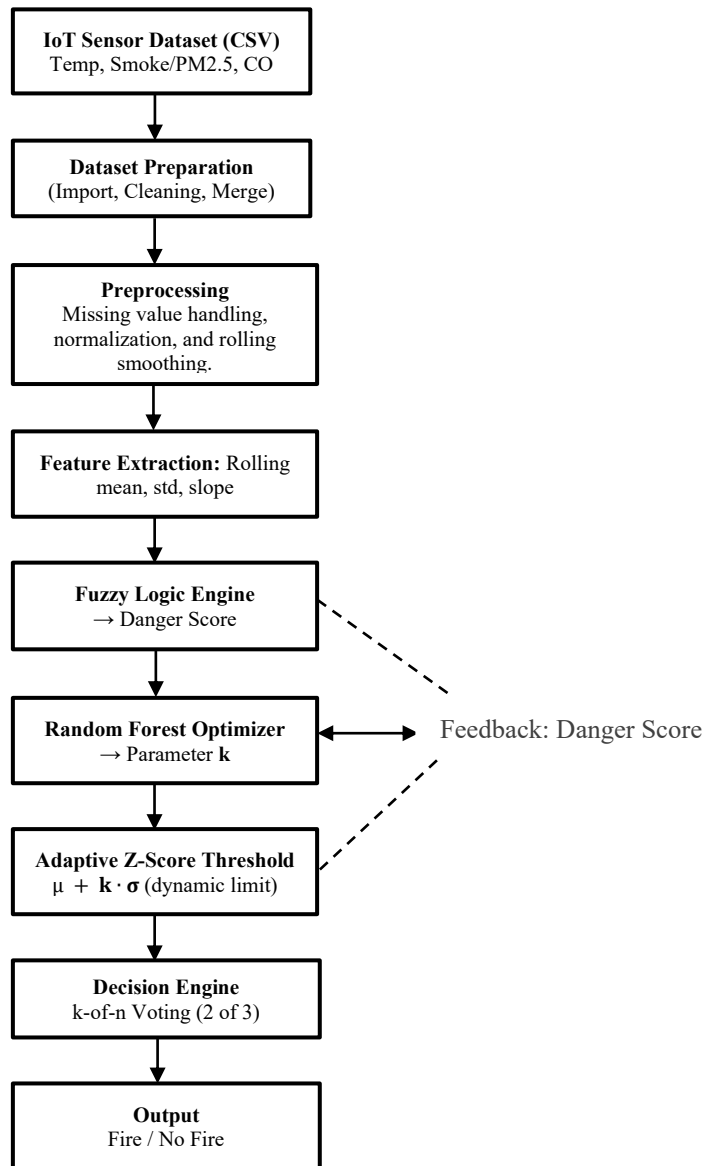 IoT Sensor Dataset (CSV)
Temp, Smoke/PM2.5, CO
Dataset Preparation
(Import, Cleaning, Merge)
Preprocessing
Missing value handling,
normalization, and rolling
smoothing.
Feature Extraction: Rolling
mean, std, slope
Fuzzy Logic Engine
→ Danger Score
Random Forest Optimizer
→ Parameter k
Feedback: Danger Score
Adaptive Z-Score Threshold
μ + k · σ (dynamic limit)
Decision Engine
k-of-n Voting (2 of 3)
Output
Fire / No Fire